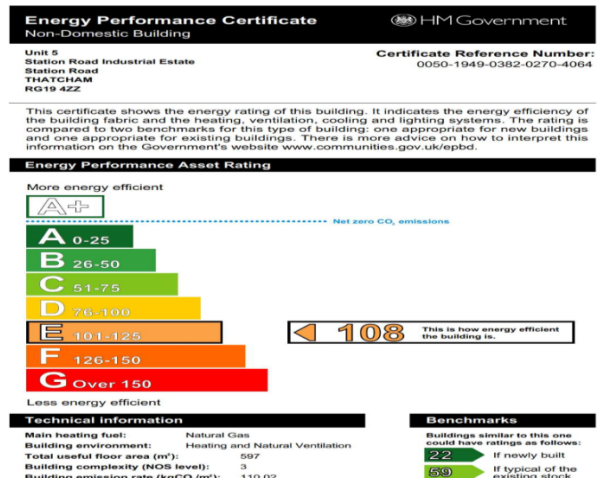 Energy Performance Certificate
HM Government
Non-Domestic Building
Unit 5
Station Road Industrial Estate
Station Road
THATCHAM
RG19 4ZZ
Certificate Reference Number:
0050-1949-0382-0270-4064
This certificate shows the energy rating of this building. It indicates the energy efficiency of
the building fabric and the heating, ventilation, cooling and lighting systems. The rating is
compared to two benchmarks for this type of building: one appropriate for new buildings
and one appropriate for existing buildings. There is more advice on how to interpret this
information on the Government's website www.communities.gov.uk/epbd.
Energy Performance Asset Rating
More energy efficient
A+
Net zero CO₂ emissions
A 0-25
B 26-50
C 51-75
D 76-100
E 101-125
108
This is how energy efficient
the building is.
F 126-150
G Over 150
Less energy efficient
Technical information
Main heating fuel: Natural Gas
Building environment: Heating and Natural Ventilation
Total useful floor area (m²): 597
Building complexity (NOS level): 3
Building emission rate (kgCO₂/m²): 110.02
Benchmarks
Buildings similar to this one
could have ratings as follows:
22 If newly built
59 If typical of the
existing stock